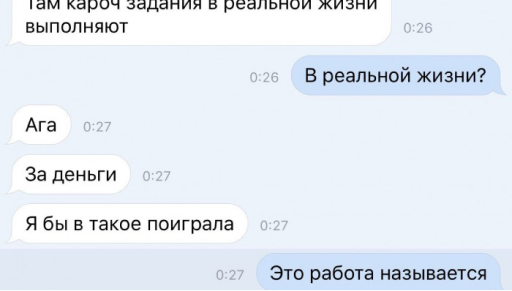 Там кароч задания в реальной жизни
выполняют
0:26
0:26
В реальной жизни?
Ага
0:27
За деньги
0:27
Я бы в такое поиграла
0:27
0:27
Это работа называется